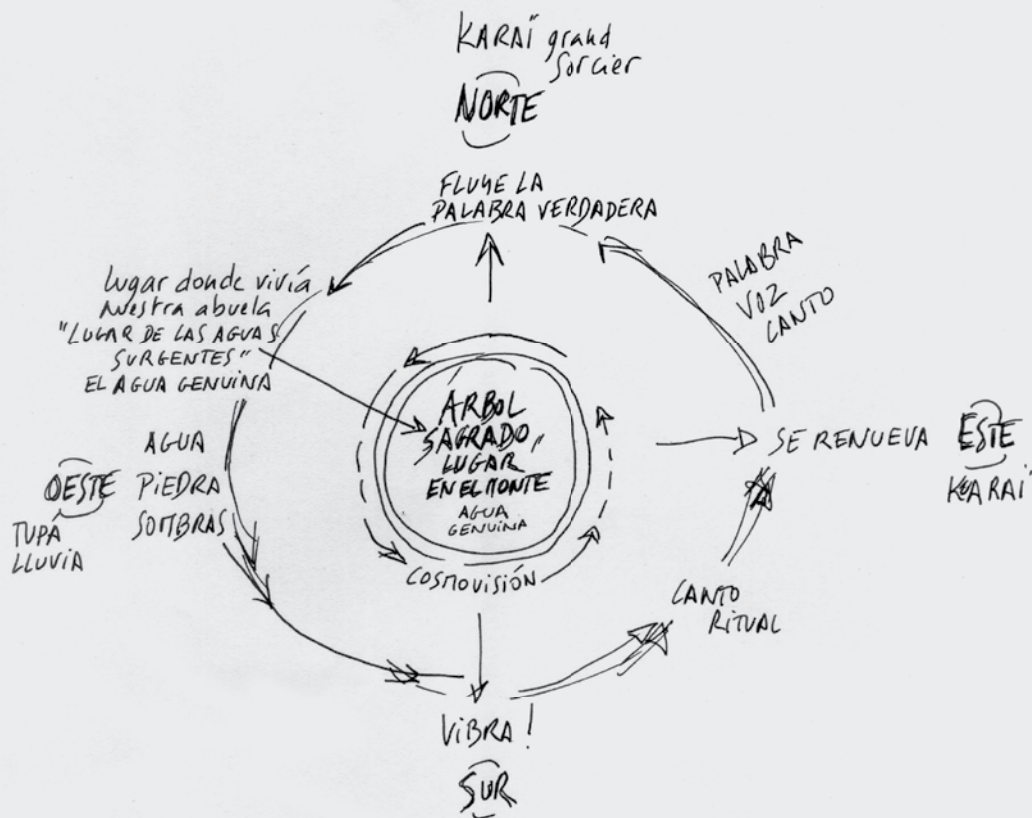 KARAÏ grand
sorcier
NORTE
FLUYE LA
PALABRA VERDADERA
PALABRA
VOZ
CANTO
lugar donde vivía
nuestra abuela
"LUGAR DE LAS AGUAS
SURGENTES"
EL AGUA GENUINA
ARBOL
SAGRADO,
LUGAR
EN EL MONTE
AGUA
GENUINA
COSMOVISIÓN
AGUA
OESTE PIEDRA
SOMBRAS
TUPÁ
LLUVIA
SE RENUEVA ESTE
KARAÏ
CANTO
RITUAL
VIBRA!
SUR